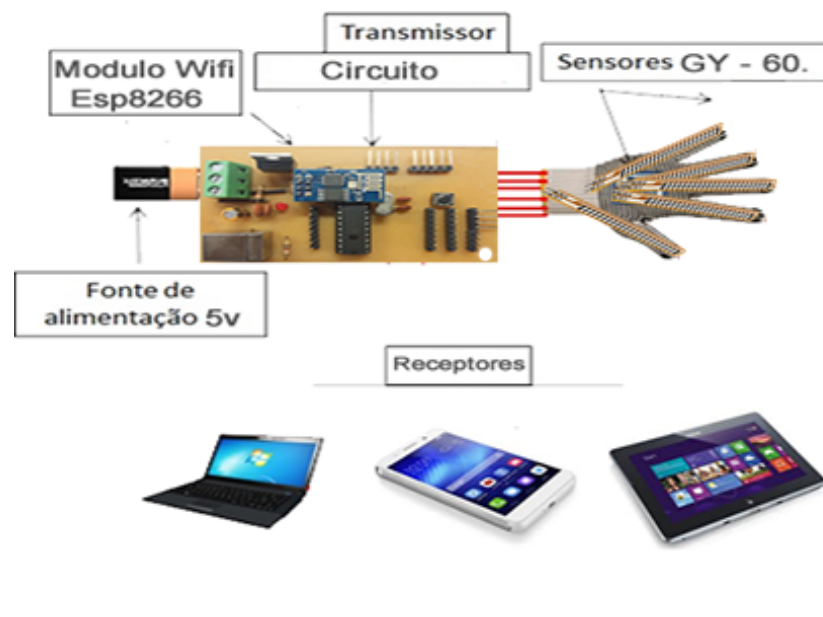 Transmissor
Modulo Wifi
Esp8266
Circuito
Sensores GY - 60.
Fonte de
alimentação 5v
Receptores